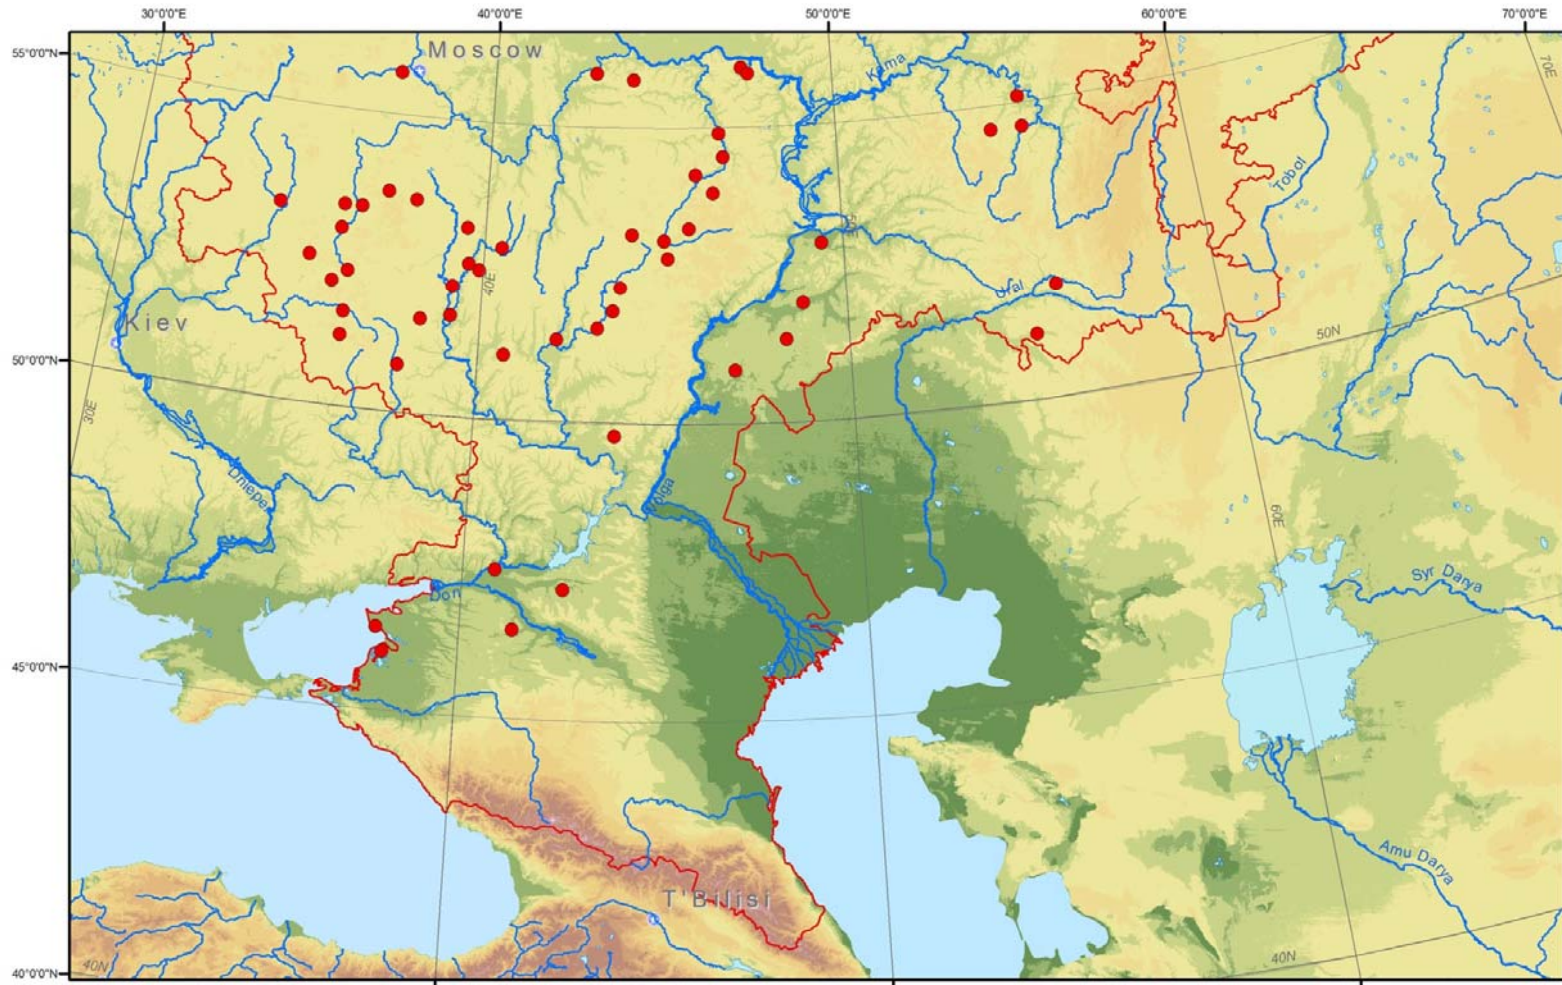 30°0'0"E 40°0'0"E 50°0'0"E 60°0'0"E 70°0'0"E
55°0'0"N
Moscow
Kama
70E
Tobol
40E
Ural
Kiev
50N
50°0'0"N
30E
Dnieper
Volga
60E
Don
Syr Darya
45°0'0"N
Amu Darya
T'Bilisi
40N
40N
40°0'0"N